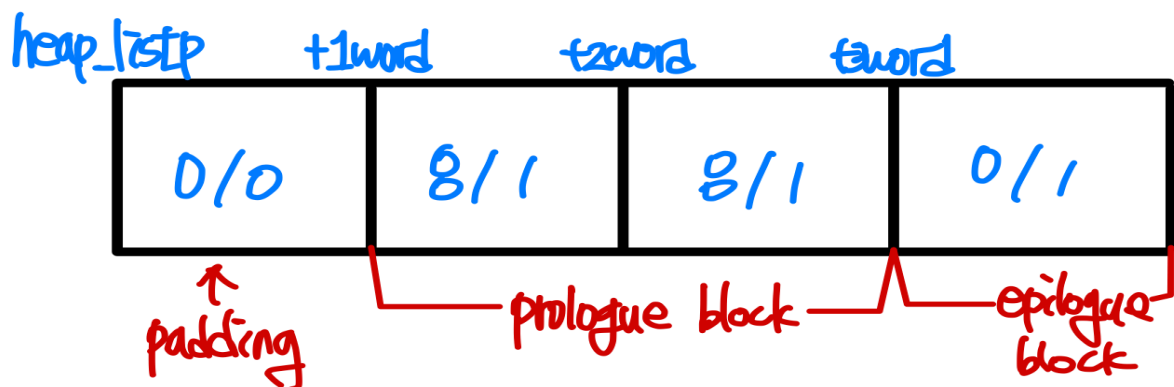 heap_listp +1word +2word +3word
0/0 8/1 8/1 0/1
padding prologue block epilogue
block